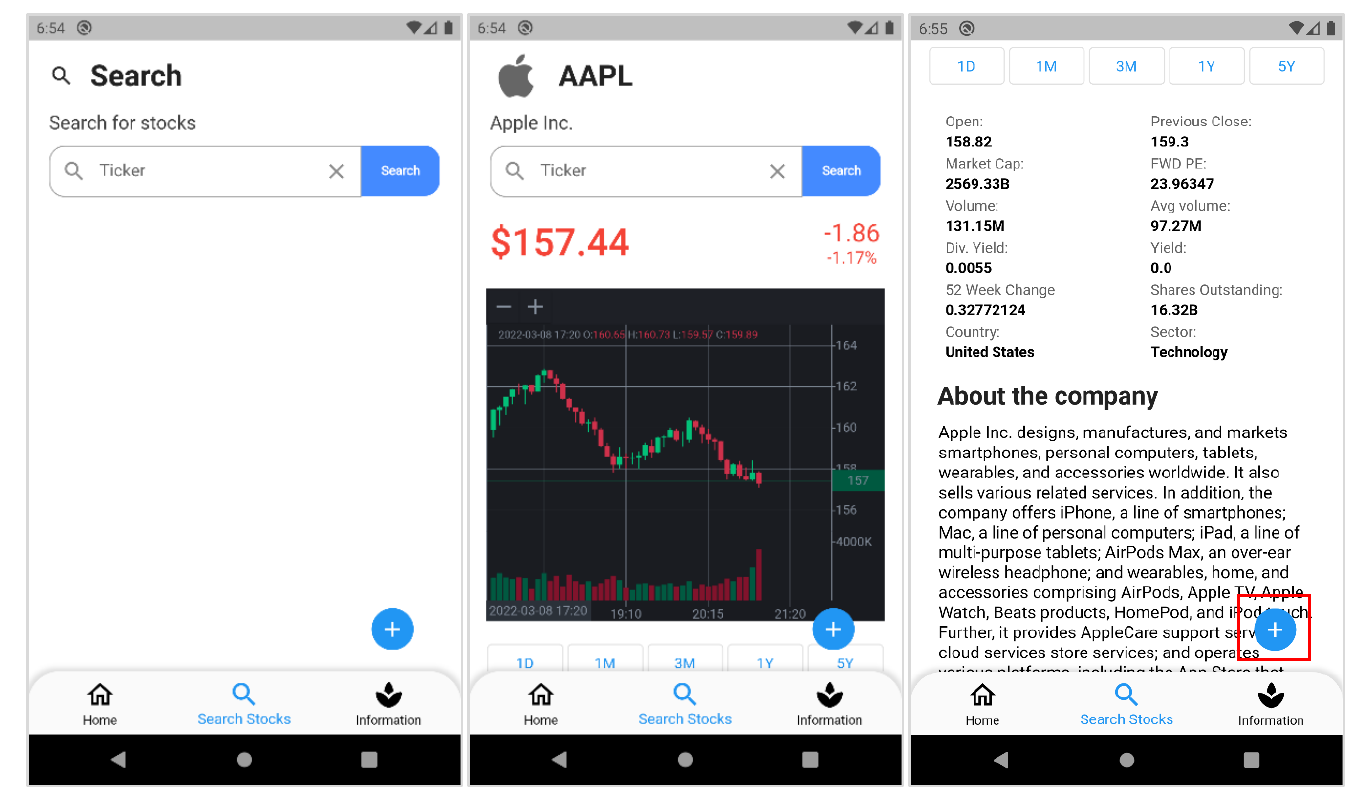 6:54
Search
Search for stocks
Ticker
Search
Home
Search Stocks
Information
6:54
AAPL
Apple Inc.
Ticker
Search
$157.44
-1.86
-1.17%
2022-03-08 17:20 O:160.65 H:160.73 L:159.57 C:159.89
164
162
160
158
157
156
4000K
2022-03-08 17:20 19:10 20:15 21:20
1D 1M 3M 1Y 5Y
Home
Search Stocks
Information
6:55
1D 1M 3M 1Y 5Y
Open: Previous Close:
158.82 159.3
Market Cap: FWD PE:
2569.33B 23.96347
Volume: Avg volume:
131.15M 97.27M
Div. Yield: Yield:
0.0055 0.0
52 Week Change Shares Outstanding:
0.32772124 16.32B
Country: Sector:
United States Technology
About the company
Apple Inc. designs, manufactures, and markets
smartphones, personal computers, tablets,
wearables, and accessories worldwide. It also
sells various related services. In addition, the
company offers iPhone, a line of smartphones;
Mac, a line of personal computers; iPad, a line of
multi-purpose tablets; AirPods Max, an over-ear
wireless headphone; and wearables, home, and
accessories comprising AirPods, Apple TV, Apple
Watch, Beats products, HomePod, and iPod
Further, it provides AppleCare support
cloud services store services; and operates
various platforms, including the App Store that
Home
Search Stocks
Information